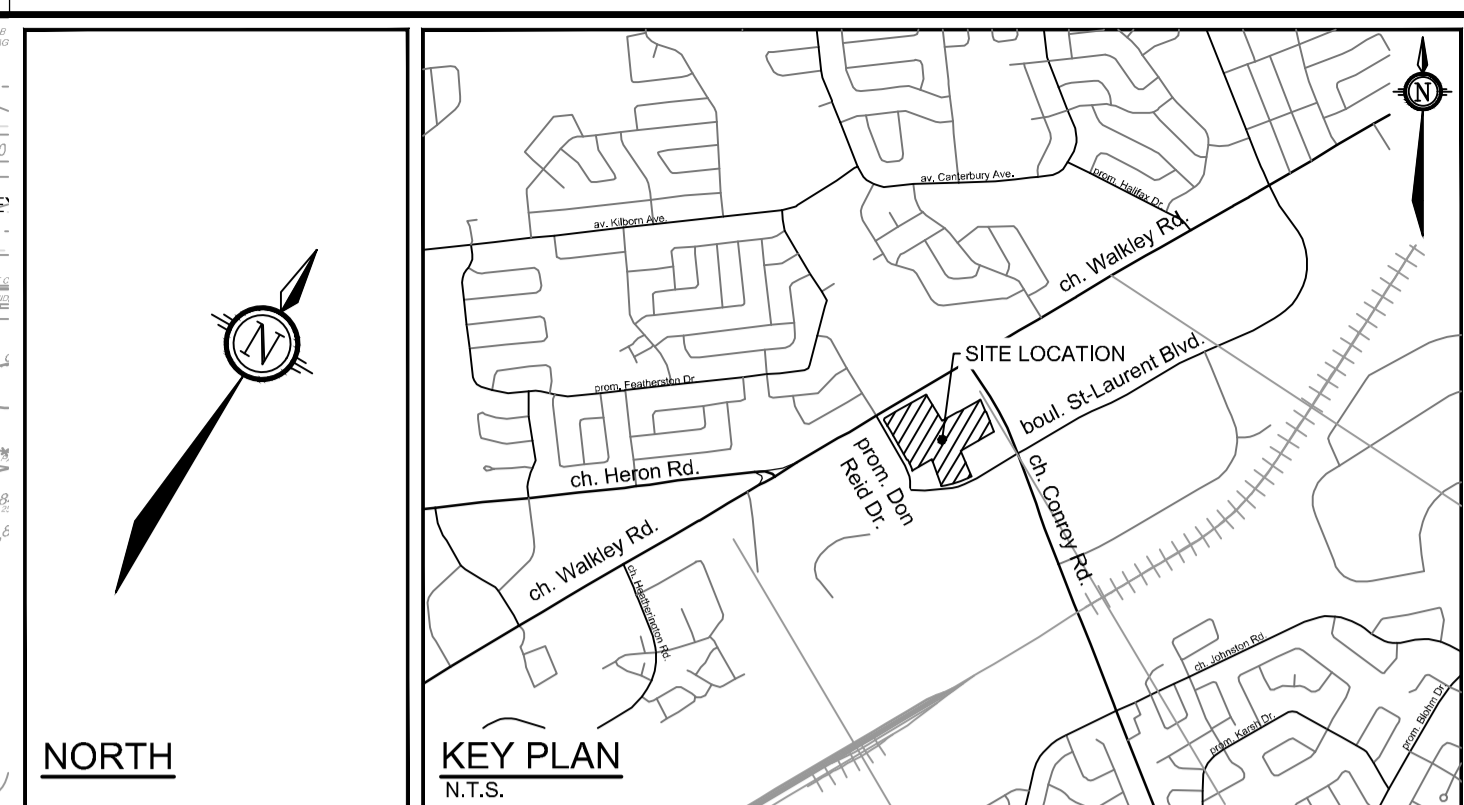 N
NORTH
N
av. Canterbury Ave.
prom. Halifax Dr.
av. Kilborn Ave.
ch. Walkley Rd.
SITE LOCATION
boul. St-Laurent Blvd.
prom. Featherston Dr.
prom. Don
Reid Dr.
ch. Heron Rd.
ch. Conroy Rd.
ch. Walkley Rd.
ch. Heatherington Rd.
ch. Johnston Rd.
prom. Karsh Dr.
prom. Blohm Dr.
KEY PLAN
N.T.S.